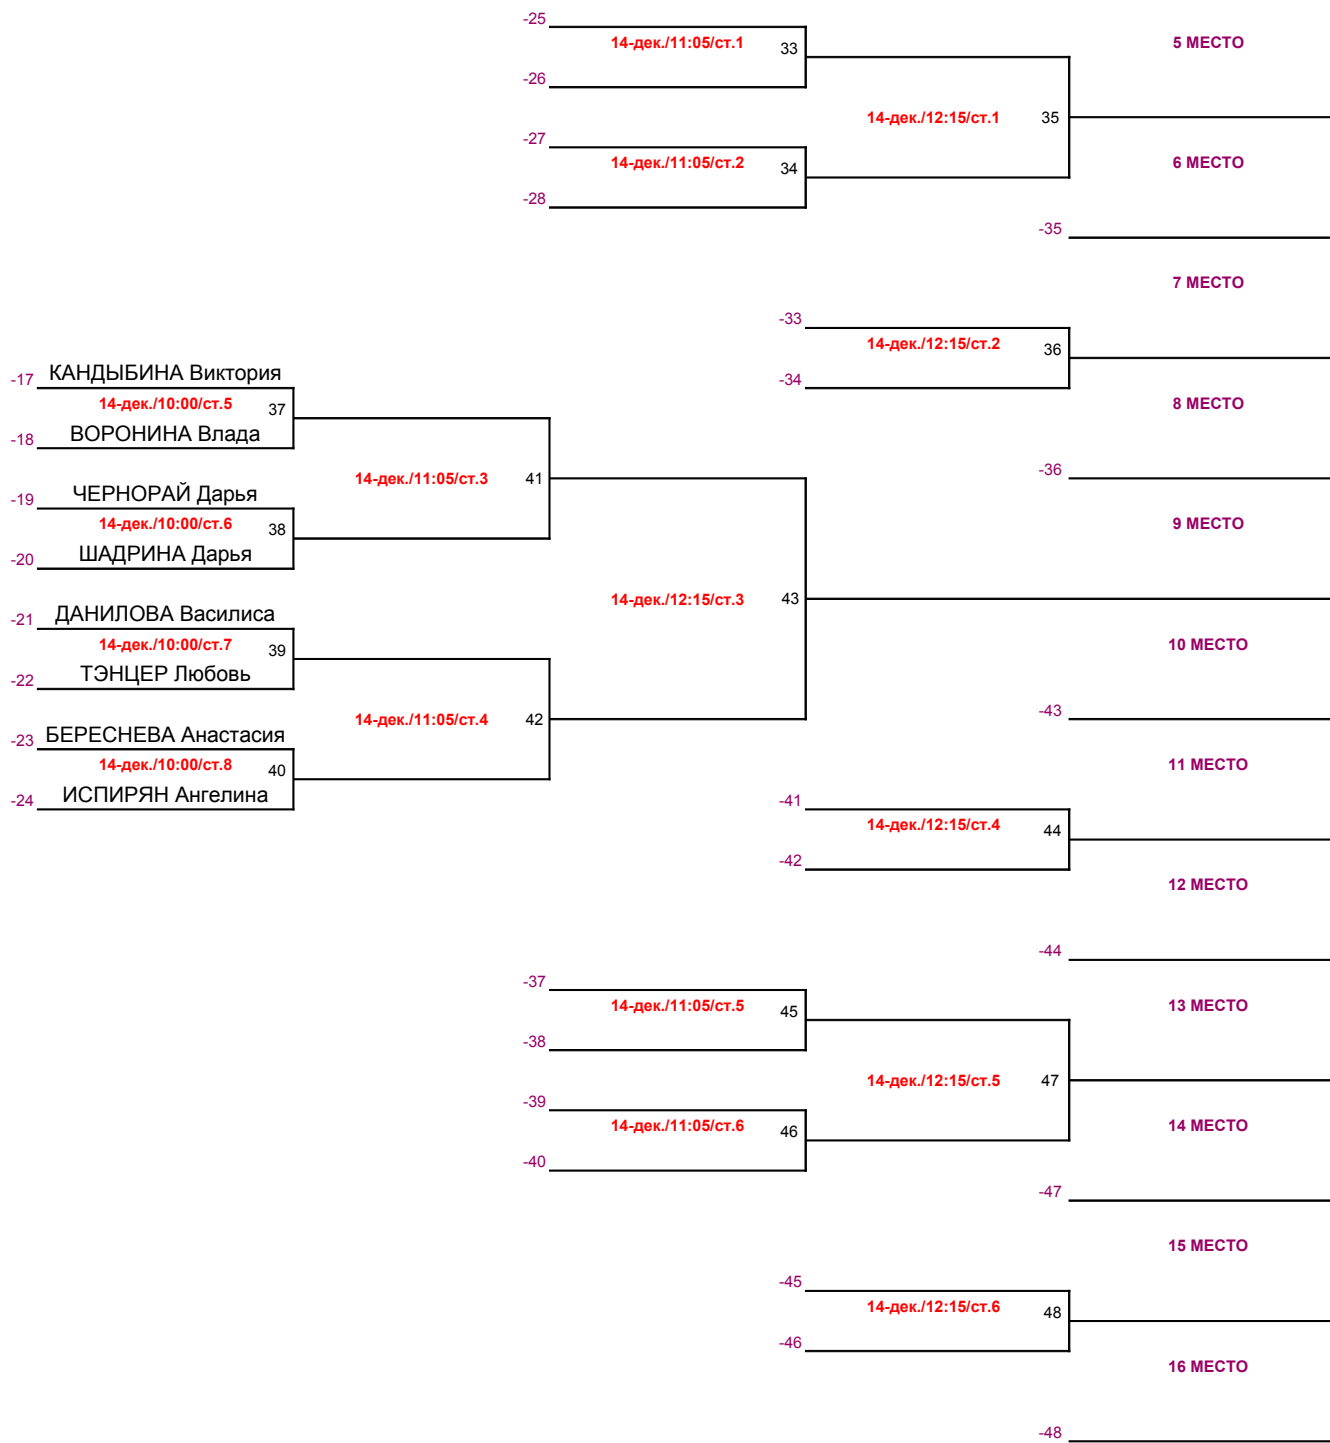 -25
14-дек./11:05/ст.1
33
5 МЕСТО
-26
14-дек./12:15/ст.1
35
-27
14-дек./11:05/ст.2
34
6 МЕСТО
-28
-35
7 МЕСТО
-33
14-дек./12:15/ст.2
36
-34
8 МЕСТО
-17 КАНДЫБИНА Виктория
14-дек./10:00/ст.5
37
-18 ВОРОНИНА Влада
14-дек./11:05/ст.3
41
-36
-19 ЧЕРНОРАЙ Дарья
14-дек./10:00/ст.6
38
9 МЕСТО
-20 ШАДРИНА Дарья
14-дек./12:15/ст.3
43
-21 ДАНИЛОВА Василиса
14-дек./10:00/ст.7
39
10 МЕСТО
-22 ТЭНЦЕР Любовь
14-дек./11:05/ст.4
42
-43
-23 БЕРЕСНЕВА Анастасия
14-дек./10:00/ст.8
40
11 МЕСТО
-24 ИСПИРЯН Ангелина
-41
14-дек./12:15/ст.4
44
-42
12 МЕСТО
-44
-37
14-дек./11:05/ст.5
45
13 МЕСТО
-38
14-дек./12:15/ст.5
47
-39
14-дек./11:05/ст.6
46
14 МЕСТО
-40
-47
15 МЕСТО
-45
14-дек./12:15/ст.6
48
-46
16 МЕСТО
-48